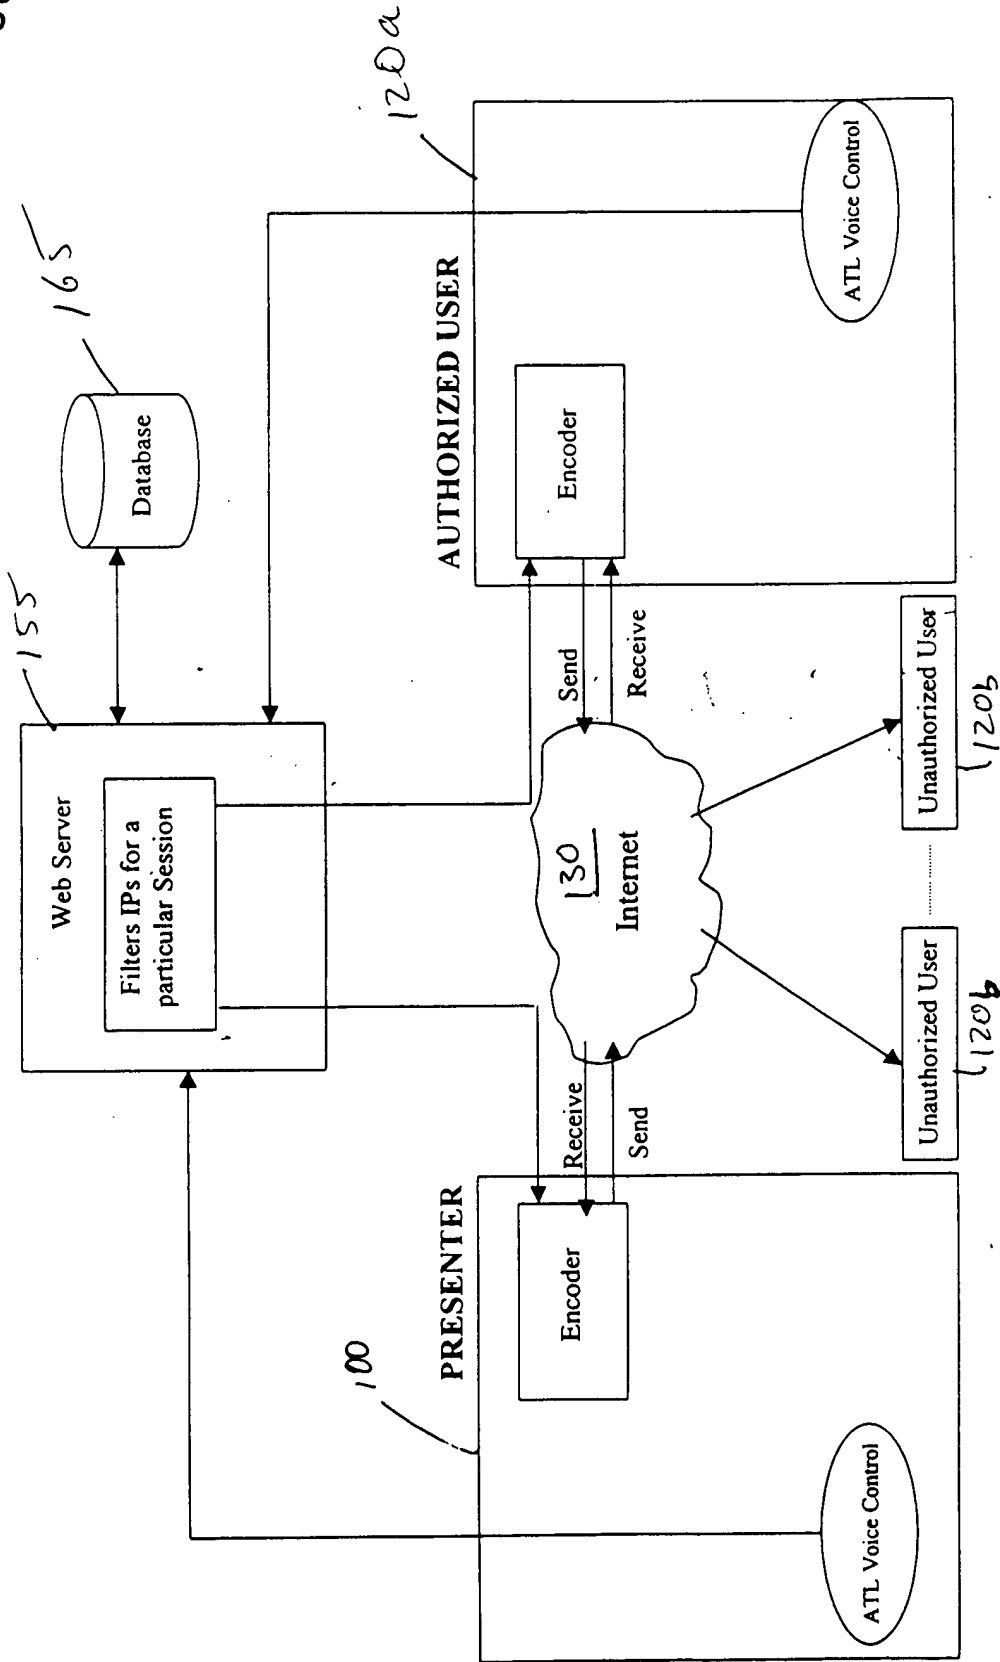 155
165
Web Server
Filters IPs for a
particular Session
Database
120a
100
PRESENTER
AUTHORIZED USER
Encoder
Receive
Send
130
Internet
Send
Receive
Encoder
ATL Voice Control
Unauthorized User
120b
Unauthorized User
120b
ATL Voice Control